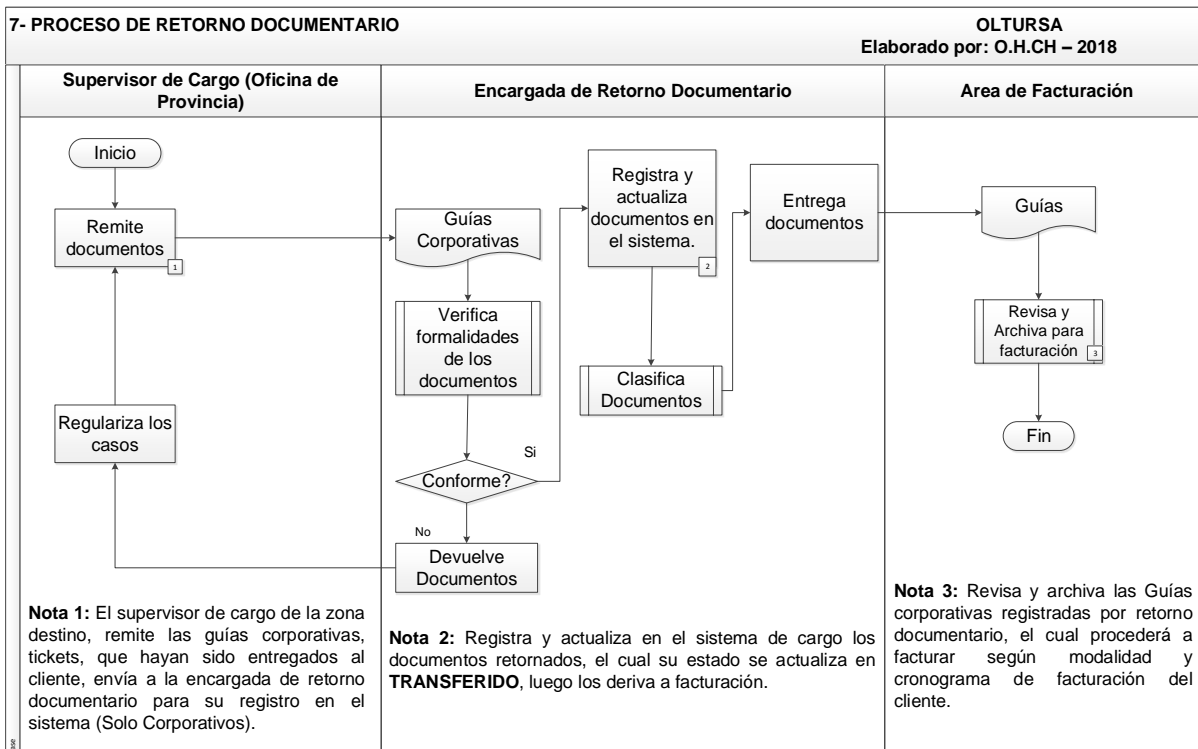 7- PROCESO DE RETORNO DOCUMENTARIO
OLTURSA
Elaborado por: O.H.CH – 2018
Supervisor de Cargo (Oficina de
Provincia)
Encargada de Retorno Documentario
Area de Facturación
Inicio
Remite
documentos
1
Regulariza los
casos
Guías
Corporativas
Verifica
formalidades
de los
documentos
Conforme?
Si
No
Devuelve
Documentos
Registra y
actualiza
documentos en
el sistema.
2
Clasifica
Documentos
Entrega
documentos
Guías
Revisa y
Archiva para
facturación
3
Fin
Nota 1: El supervisor de cargo de la zona
destino, remite las guías corporativas,
tickets, que hayan sido entregados al
cliente, envía a la encargada de retorno
documentario para su registro en el
sistema (Solo Corporativos).
Nota 2: Registra y actualiza en el sistema de cargo los
documentos retornados, el cual su estado se actualiza en
TRANSFERIDO, luego los deriva a facturación.
Nota 3: Revisa y archiva las Guías
corporativas registradas por retorno
documentario, el cual procederá a
facturar según modalidad y
cronograma de facturación del
cliente.